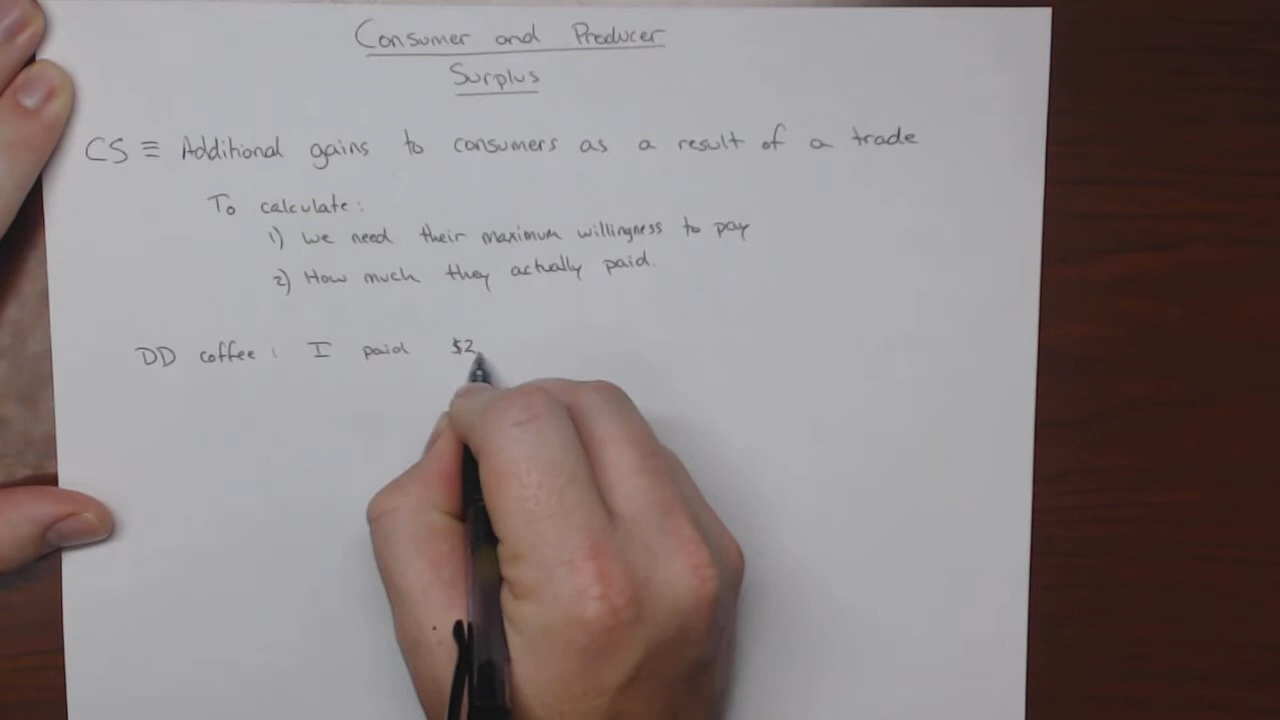 Consumer and Producer
Surplus
CS ≡ Additional gains to consumers as a result of a trade
To calculate:
1) we need their maximum willingness to pay
2) How much they actually paid.
DD coffee: I paid $2